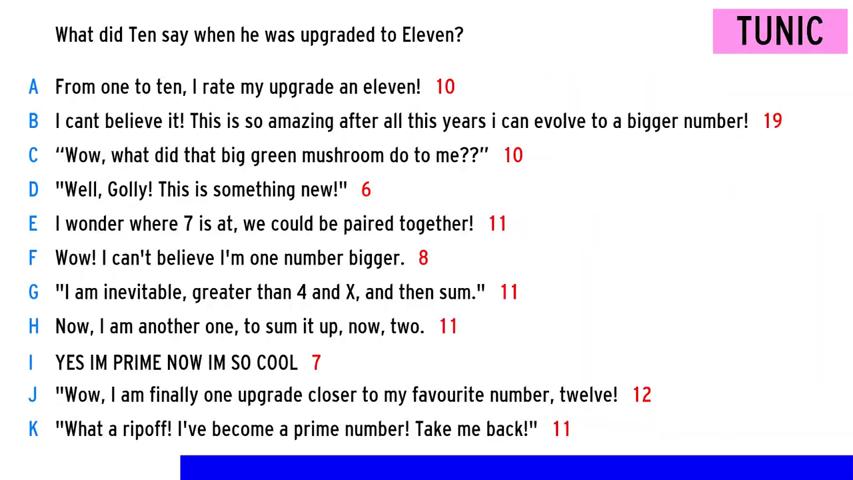 What did Ten say when he was upgraded to Eleven?
TUNIC
A From one to ten, I rate my upgrade an eleven! 10
B I cant believe it! This is so amazing after all this years i can evolve to a bigger number! 19
C “Wow, what did that big green mushroom do to me??” 10
D "Well, Golly! This is something new!" 6
E I wonder where 7 is at, we could be paired together! 11
F Wow! I can't believe I'm one number bigger. 8
G "I am inevitable, greater than 4 and X, and then sum." 11
H Now, I am another one, to sum it up, now, two. 11
I YES IM PRIME NOW IM SO COOL 7
J "Wow, I am finally one upgrade closer to my favourite number, twelve! 12
K "What a ripoff! I've become a prime number! Take me back!" 11